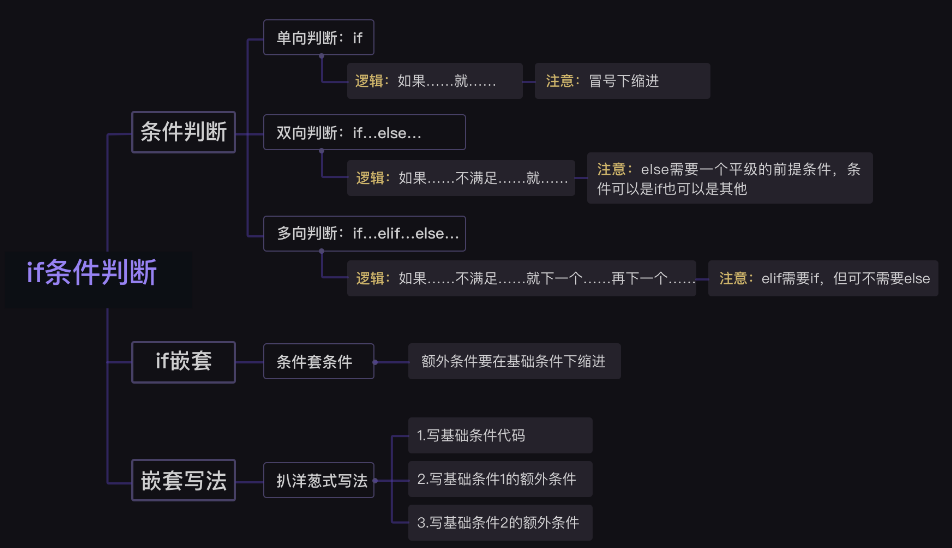 if条件判断
条件判断
单向判断：if
逻辑：如果……就……
注意：冒号下缩进
双向判断：if…else…
逻辑：如果……不满足……就……
注意：else需要一个平级的前提条件，条
件可以是if也可以是其他
多向判断：if…elif…else…
逻辑：如果……不满足……就下一个……再下一个……
注意：elif需要if，但可不需要else
if嵌套
条件套条件
额外条件要在基础条件下缩进
嵌套写法
扒洋葱式写法
1.写基础条件代码
2.写基础条件1的额外条件
3.写基础条件2的额外条件